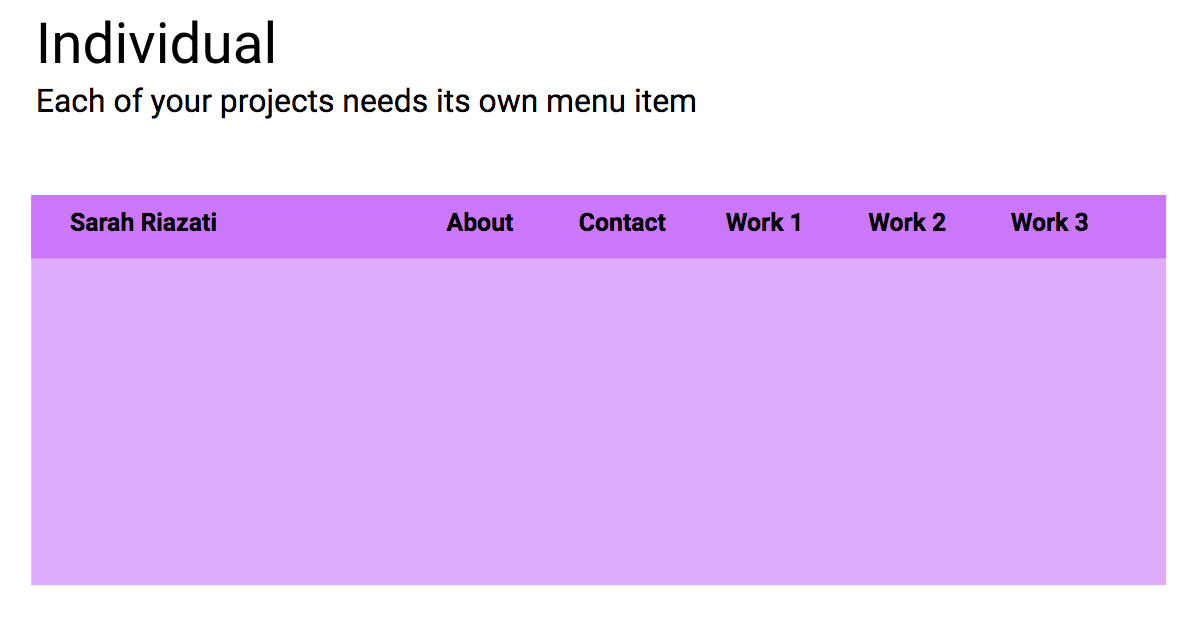 Individual
Each of your projects needs its own menu item
Sarah Riazati About Contact Work 1 Work 2 Work 3